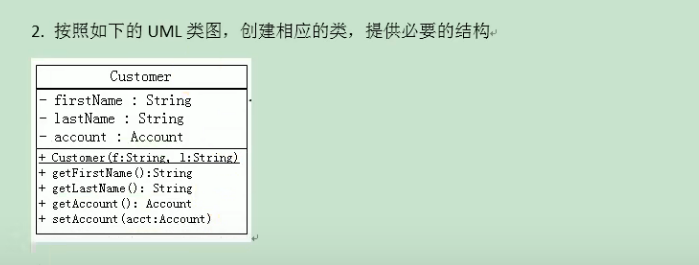 2. 按照如下的 UML 类图，创建相应的类，提供必要的结构
Customer
- firstName : String
- lastName : String
- account : Account
+ Customer(f:String, l:String)
+ getFirstName():String
+ getLastName(): String
+ getAccount(): Account
+ setAccount(acct:Account)